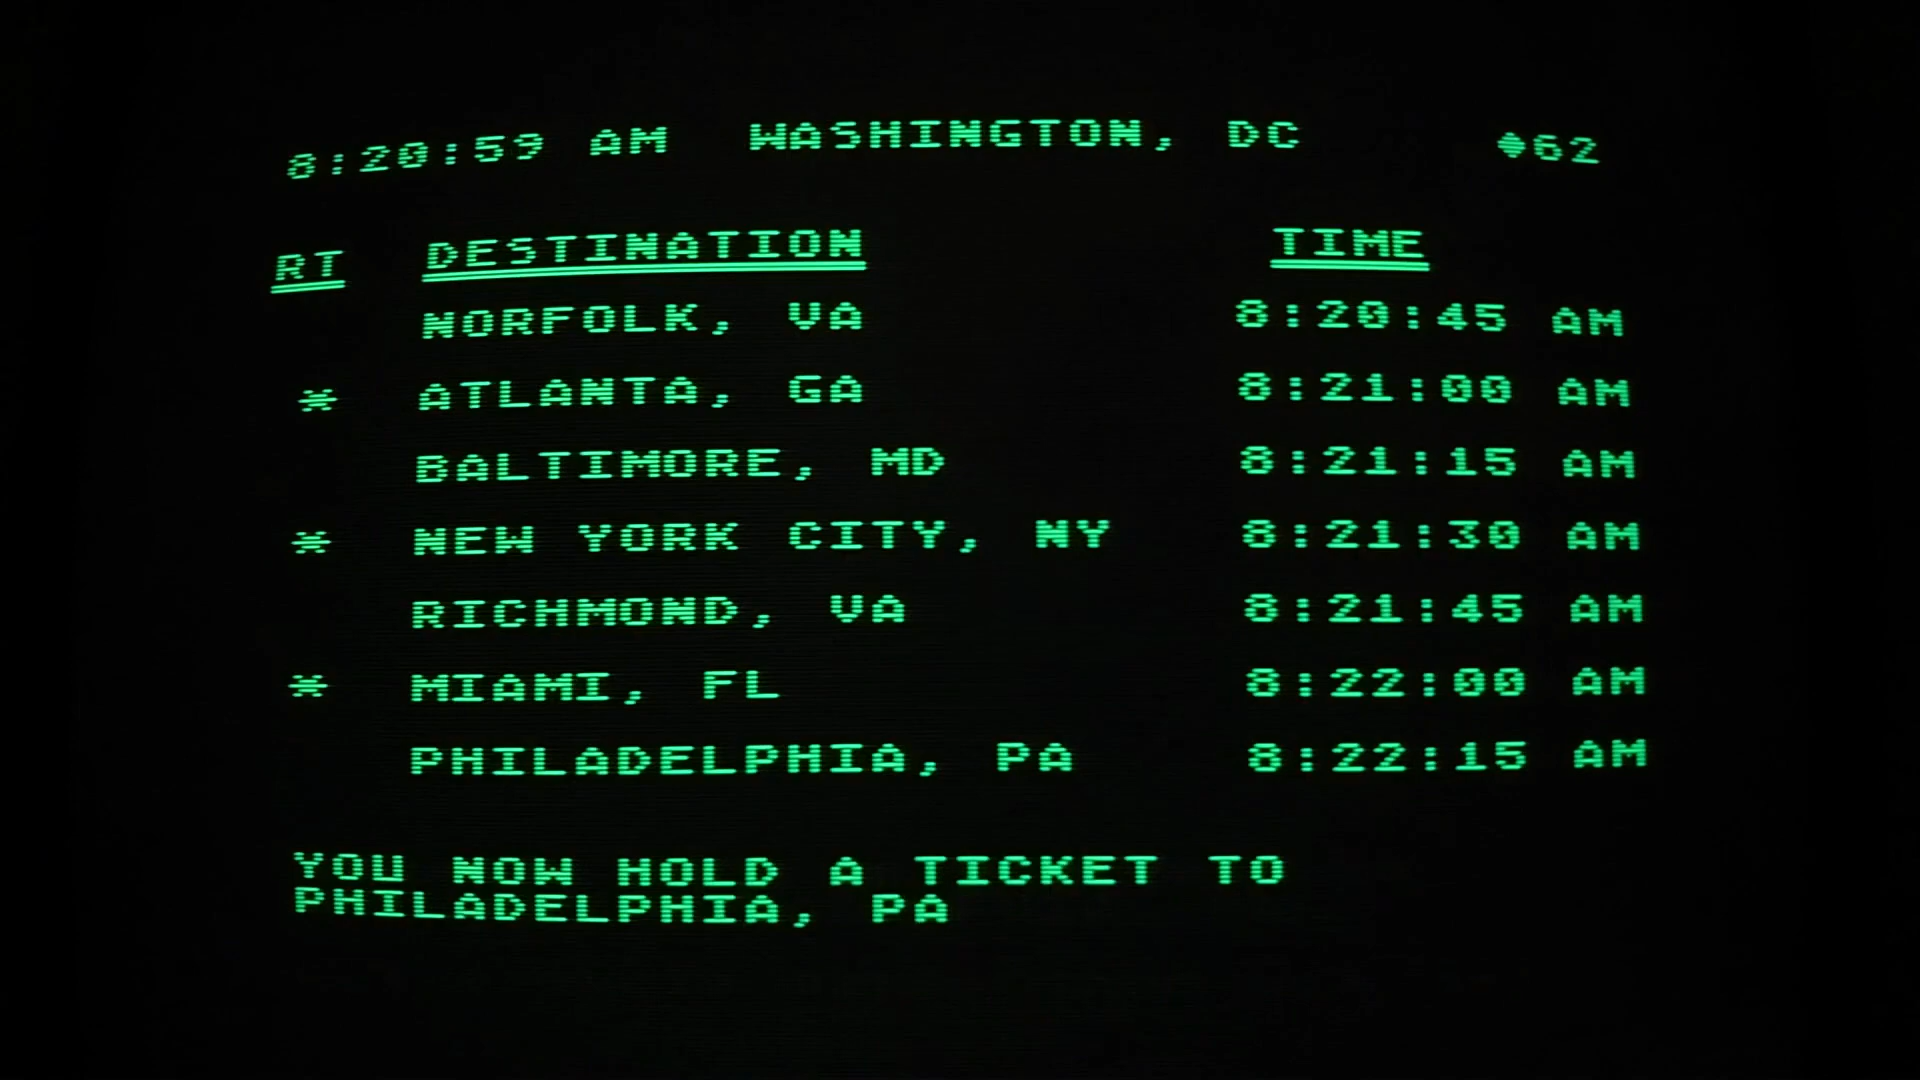 8:20:59 AM WASHINGTON, DC ♦62
RT DESTINATION TIME
NORFOLK, VA 8:20:45 AM
* ATLANTA, GA 8:21:00 AM
BALTIMORE, MD 8:21:15 AM
* NEW YORK CITY, NY 8:21:30 AM
RICHMOND, VA 8:21:45 AM
* MIAMI, FL 8:22:00 AM
PHILADELPHIA, PA 8:22:15 AM
YOU NOW HOLD A TICKET TO
PHILADELPHIA, PA